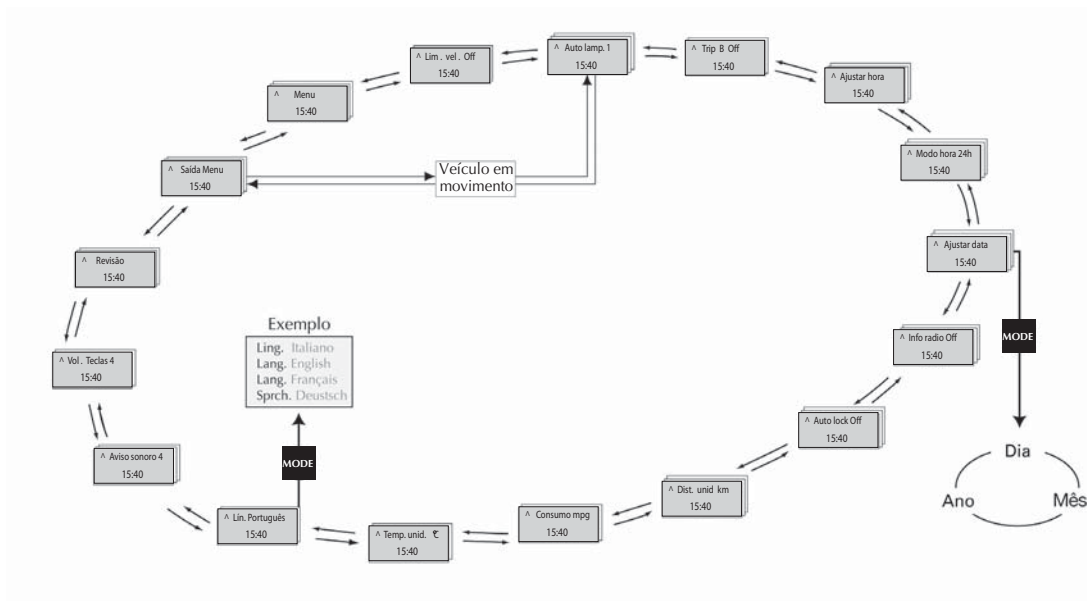 ^ Lim . vel . Off
15:40
^ Auto lamp. 1
15:40
^ Trip B Off
15:40
^ Ajustar hora
15:40
^ Menu
15:40
^ Modo hora 24h
15:40
^ Saída Menu
15:40
Veículo em
movimento
^ Ajustar data
15:40
^ Revisão
15:40
MODE
^ Info radio Off
15:40
Exemplo
Ling. Italiano
Lang. English
Lang. Français
Sprch. Deustsch
^ Vol . Teclas 4
15:40
^ Auto lock Off
15:40
Dia
Ano
Mês
^ Aviso sonoro 4
15:40
MODE
^ Dist. unid km
15:40
^ Lín. Português
15:40
^ Temp. unid. °C
15:40
^ Consumo mpg
15:40